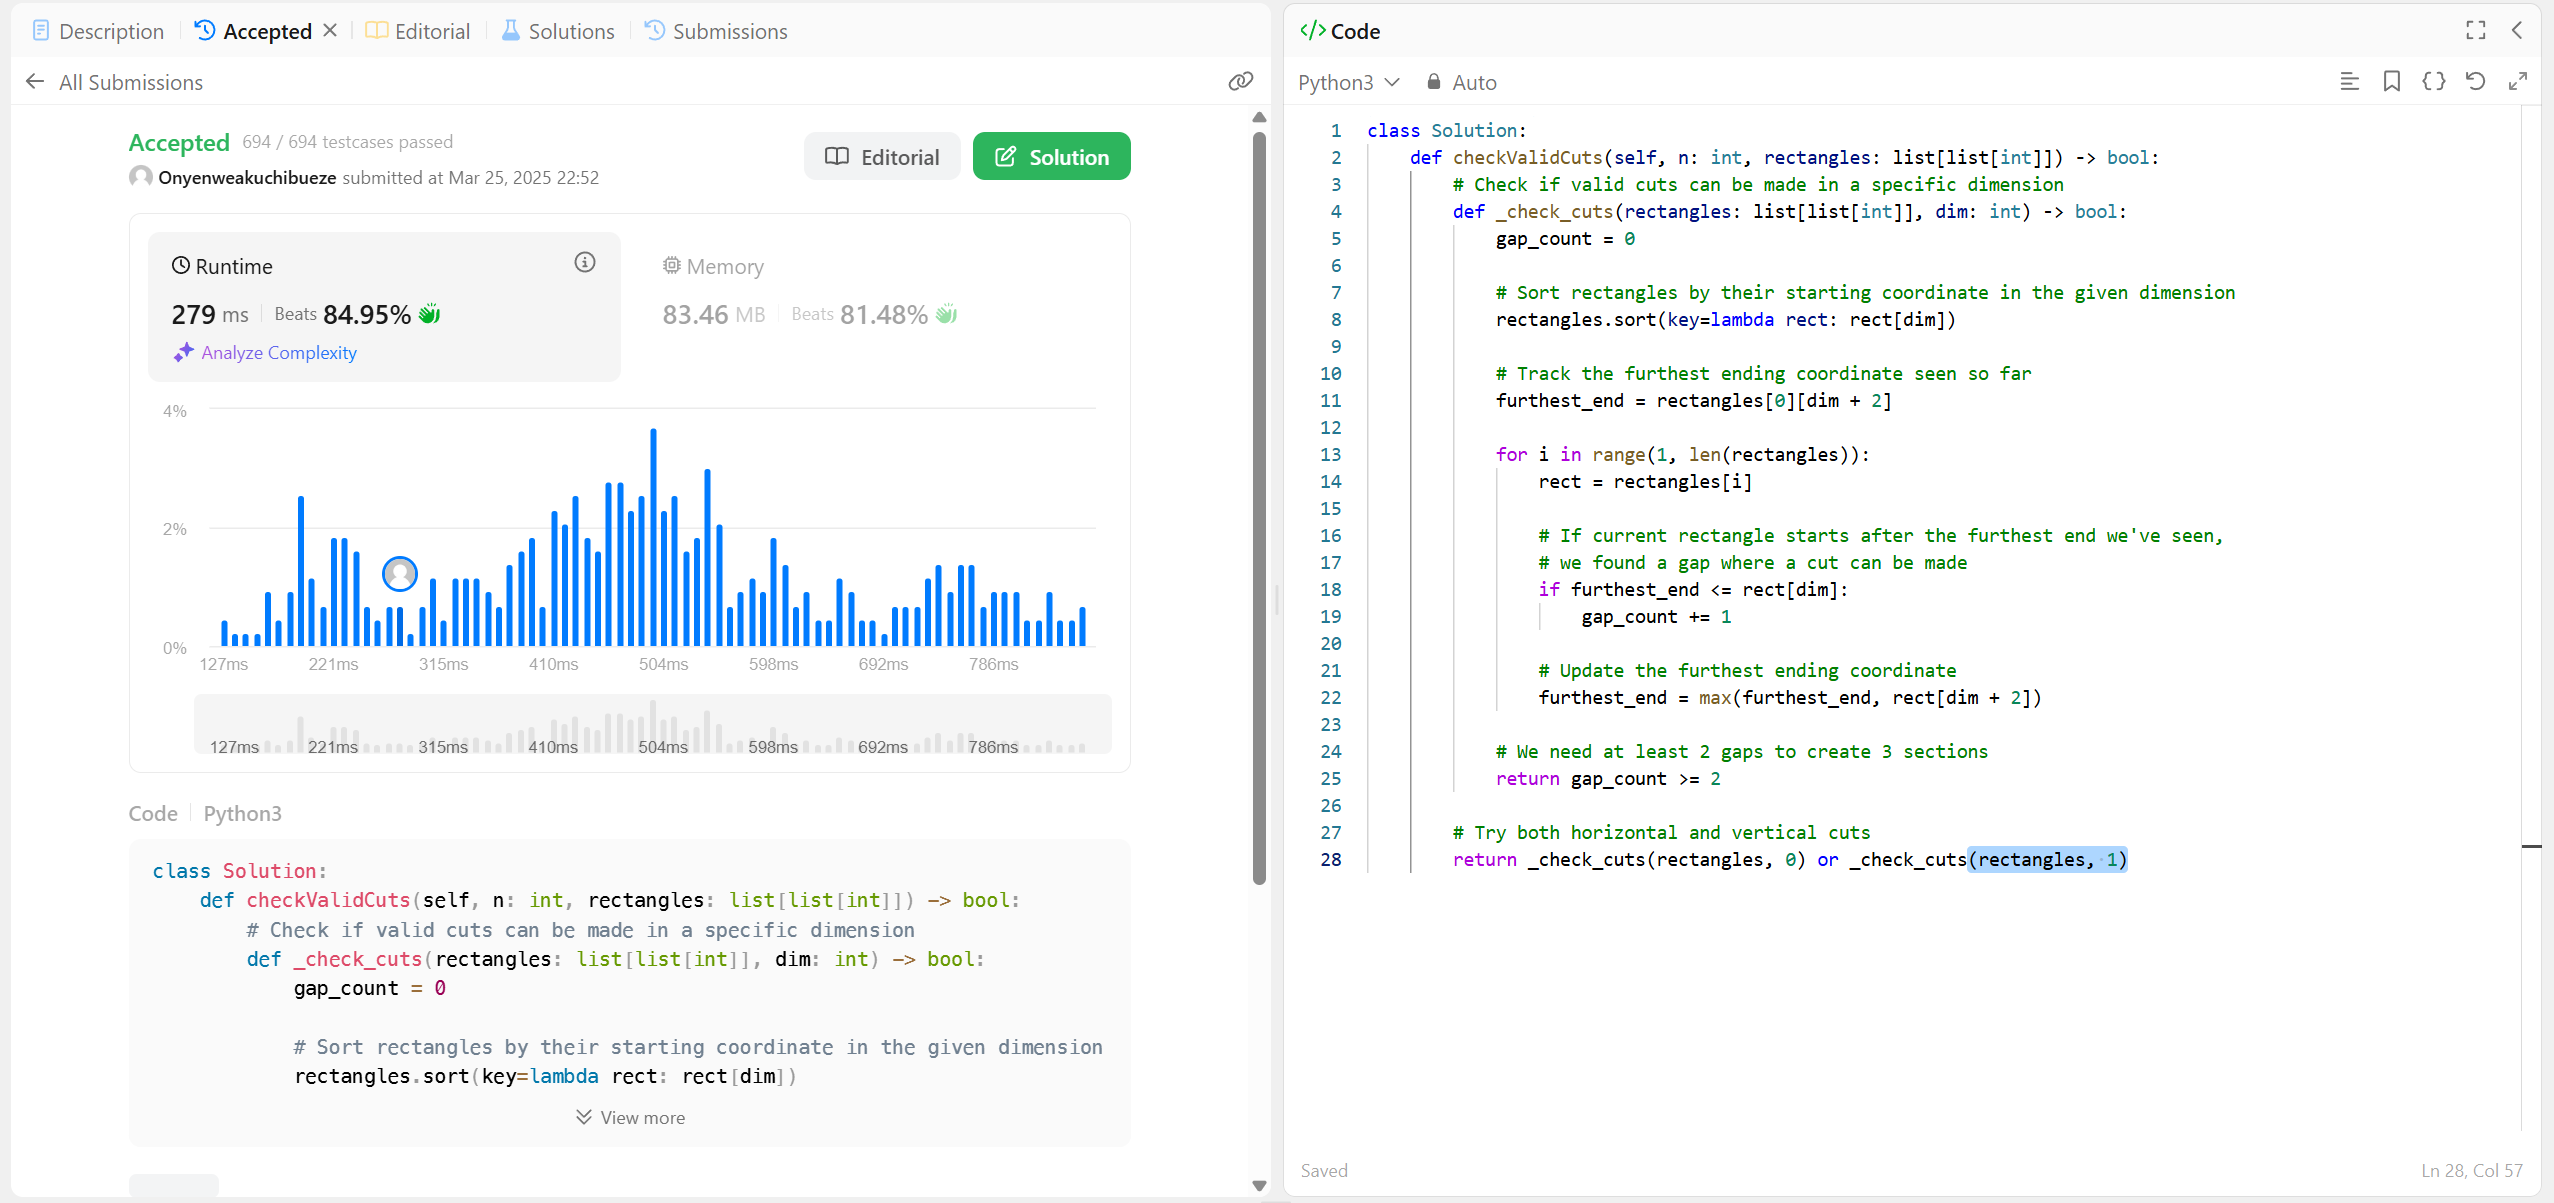 Description
Accepted
Editorial
Solutions
Submissions
All Submissions
Accepted 694 / 694 testcases passed
Onyenweakuchibueze submitted at Mar 25, 2025 22:52
Editorial
Solution
Runtime
279 ms Beats 84.95%
Analyze Complexity
Memory
83.46 MB Beats 81.48%
4%
2%
0%
127ms 221ms 315ms 410ms 504ms 598ms 692ms 786ms
127ms 221ms 315ms 410ms 504ms 598ms 692ms 786ms
Code Python3
class Solution:
    def checkValidCuts(self, n: int, rectangles: list[list[int]]) -> bool:
        # Check if valid cuts can be made in a specific dimension
        def _check_cuts(rectangles: list[list[int]], dim: int) -> bool:
            gap_count = 0

            # Sort rectangles by their starting coordinate in the given dimension
            rectangles.sort(key=lambda rect: rect[dim])
View more
</> Code
Python3 Auto
1 class Solution:
2     def checkValidCuts(self, n: int, rectangles: list[list[int]]) -> bool:
3         # Check if valid cuts can be made in a specific dimension
4         def _check_cuts(rectangles: list[list[int]], dim: int) -> bool:
5             gap_count = 0
6
7             # Sort rectangles by their starting coordinate in the given dimension
8             rectangles.sort(key=lambda rect: rect[dim])
9
10             # Track the furthest ending coordinate seen so far
11             furthest_end = rectangles[0][dim + 2]
12
13             for i in range(1, len(rectangles)):
14                 rect = rectangles[i]
15
16                 # If current rectangle starts after the furthest end we've seen,
17                 # we found a gap where a cut can be made
18                 if furthest_end <= rect[dim]:
19                     gap_count += 1
20
21                 # Update the furthest ending coordinate
22                 furthest_end = max(furthest_end, rect[dim + 2])
23
24             # We need at least 2 gaps to create 3 sections
25             return gap_count >= 2
26
27         # Try both horizontal and vertical cuts
28         return _check_cuts(rectangles, 0) or _check_cuts(rectangles, 1)
Saved
Ln 28, Col 57